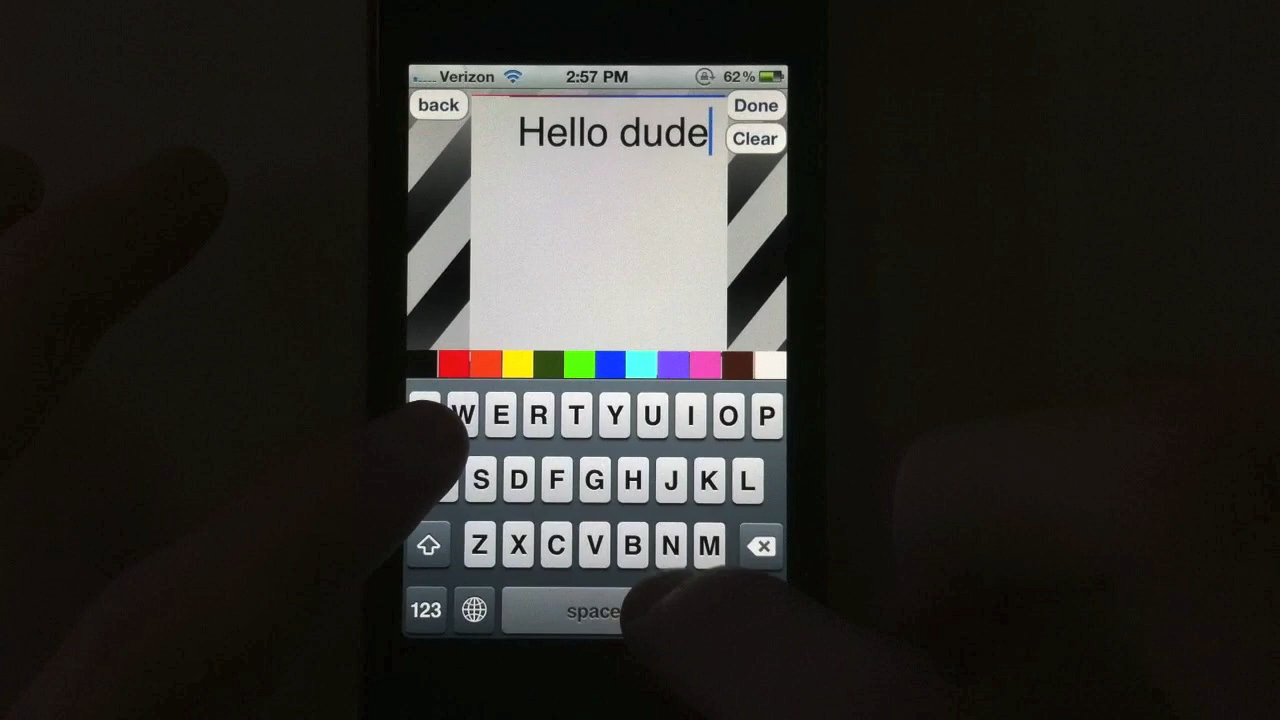 Verizon 2:57 PM 62%
back Done
Hello dude
Clear
W E R T Y U I O P
S D F G H J K L
Z X C V B N M
123 space